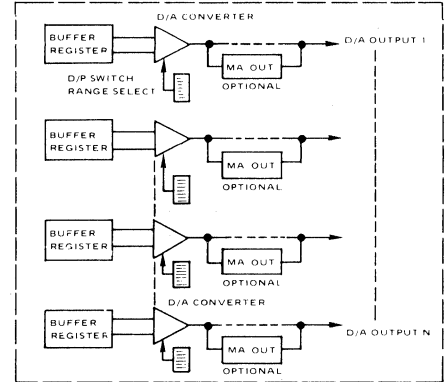 D/A CONVERTER
BUFFER
REGISTER
D/A OUTPUT 1
D/P SWITCH
RANGE SELECT
MA OUT
OPTIONAL
BUFFER
REGISTER
MA OUT
OPTIONAL
BUFFER
REGISTER
MA OUT
OPTIONAL
D/A CONVERTER
BUFFER
REGISTER
D/A OUTPUT N
MA OUT
OPTIONAL